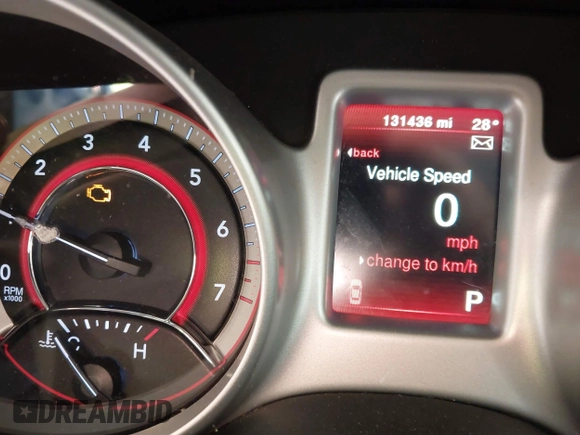 131436 mi 28°
back
Vehicle Speed
0
mph
change to km/h
P
2 3 4 5 6 7
0
RPM
x1000
C H
DREAMBID